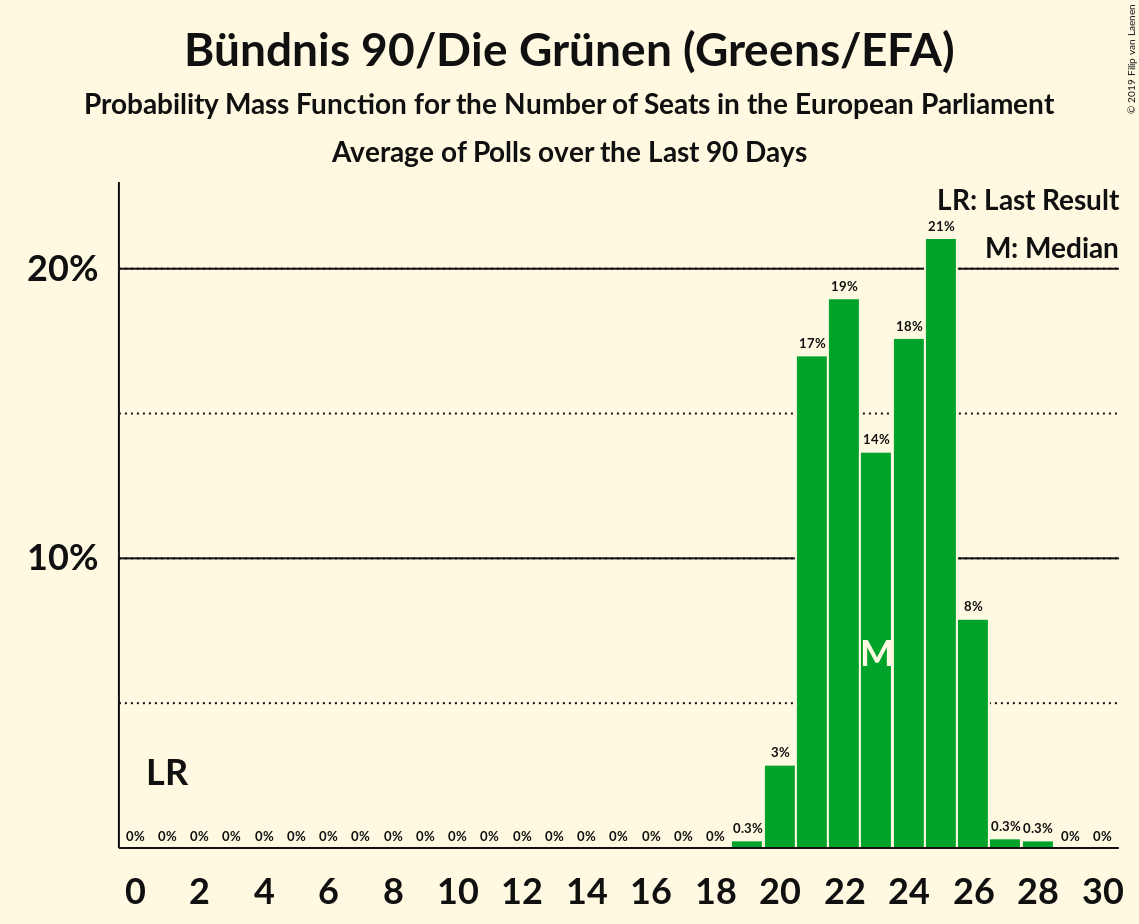 Bündnis 90/Die Grünen (Greens/EFA)
Probability Mass Function for the Number of Seats in the European Parliament
Average of Polls over the Last 90 Days
© 2019 Filip van Laenen
LR: Last Result
M: Median
20%
10%
21%
19%
18%
17%
14%
8%
M
3%
LR
0% 0% 0% 0% 0% 0% 0% 0% 0% 0% 0% 0% 0% 0% 0% 0% 0% 0% 0% 0.3% 0.3% 0.3% 0% 0%
0 2 4 6 8 10 12 14 16 18 20 22 24 26 28 30